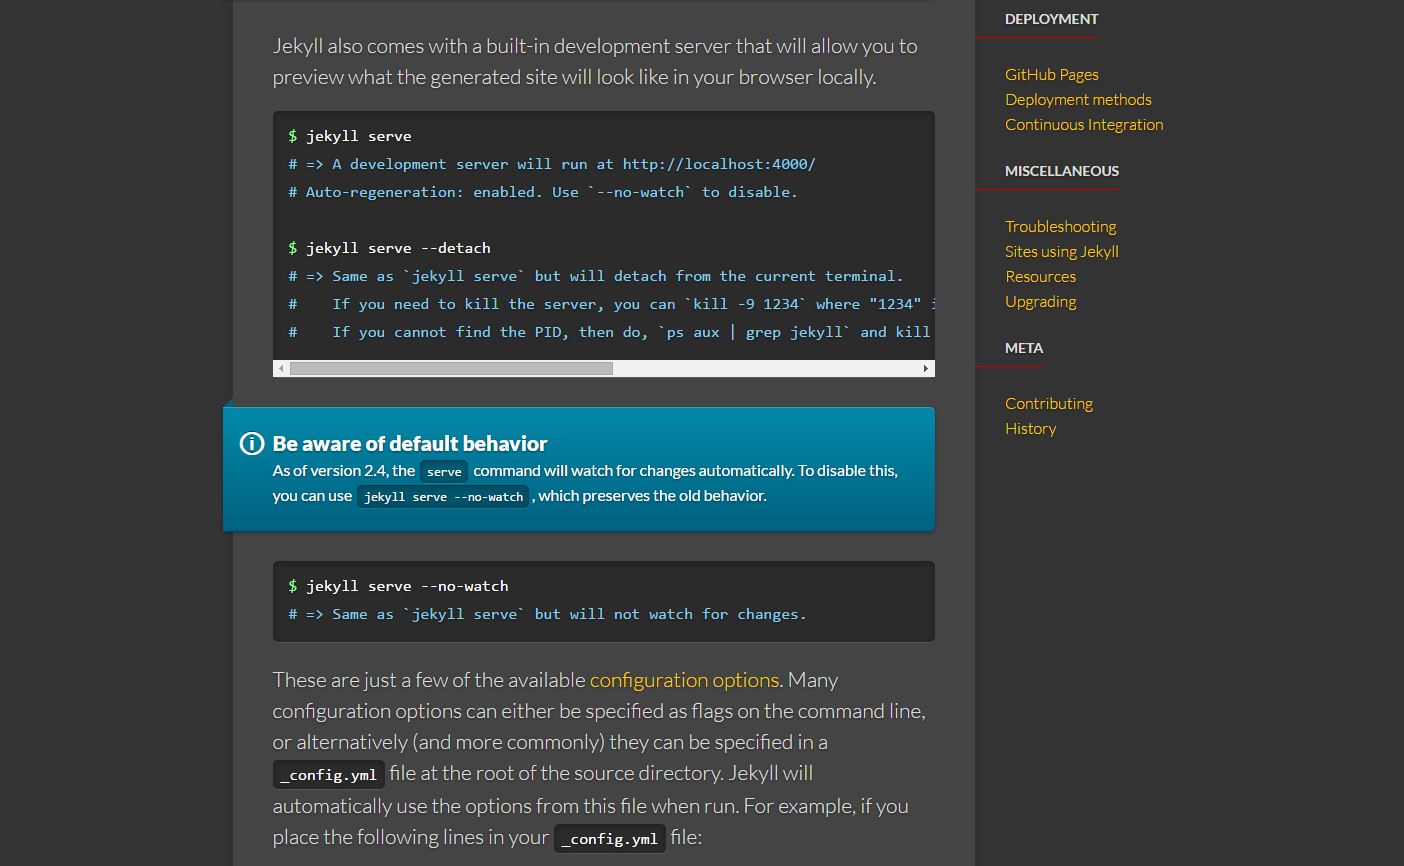 Jekyll also comes with a built-in development server that will allow you to
preview what the generated site will look like in your browser locally.
$ jekyll serve
# => A development server will run at http://localhost:4000/
# Auto-regeneration: enabled. Use `--no-watch` to disable.
$ jekyll serve --detach
# => Same as `jekyll serve` but will detach from the current terminal.
#    If you need to kill the server, you can `kill -9 1234` where "1234"
#    If you cannot find the PID, then do, `ps aux | grep jekyll` and kill
Be aware of default behavior
As of version 2.4, the serve command will watch for changes automatically. To disable this,
you can use jekyll serve --no-watch , which preserves the old behavior.
$ jekyll serve --no-watch
# => Same as `jekyll serve` but will not watch for changes.
These are just a few of the available configuration options. Many
configuration options can either be specified as flags on the command line,
or alternatively (and more commonly) they can be specified in a
_config.yml file at the root of the source directory. Jekyll will
automatically use the options from this file when run. For example, if you
place the following lines in your _config.yml file:
DEPLOYMENT
GitHub Pages
Deployment methods
Continuous Integration
MISCELLANEOUS
Troubleshooting
Sites using Jekyll
Resources
Upgrading
META
Contributing
History